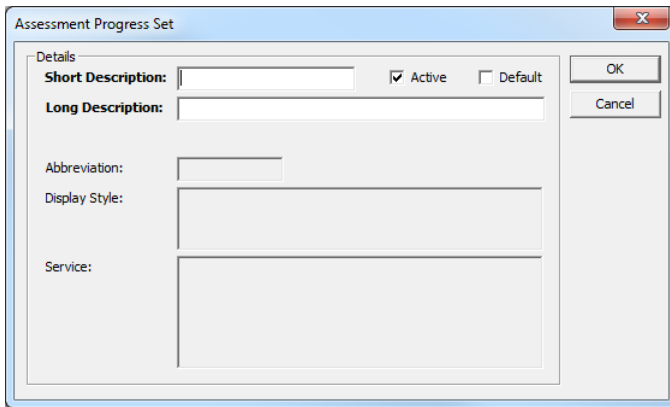 Assessment Progress Set
Details
Short Description:
Active
Default
OK
Long Description:
Cancel
Abbreviation:
Display Style:
Service: